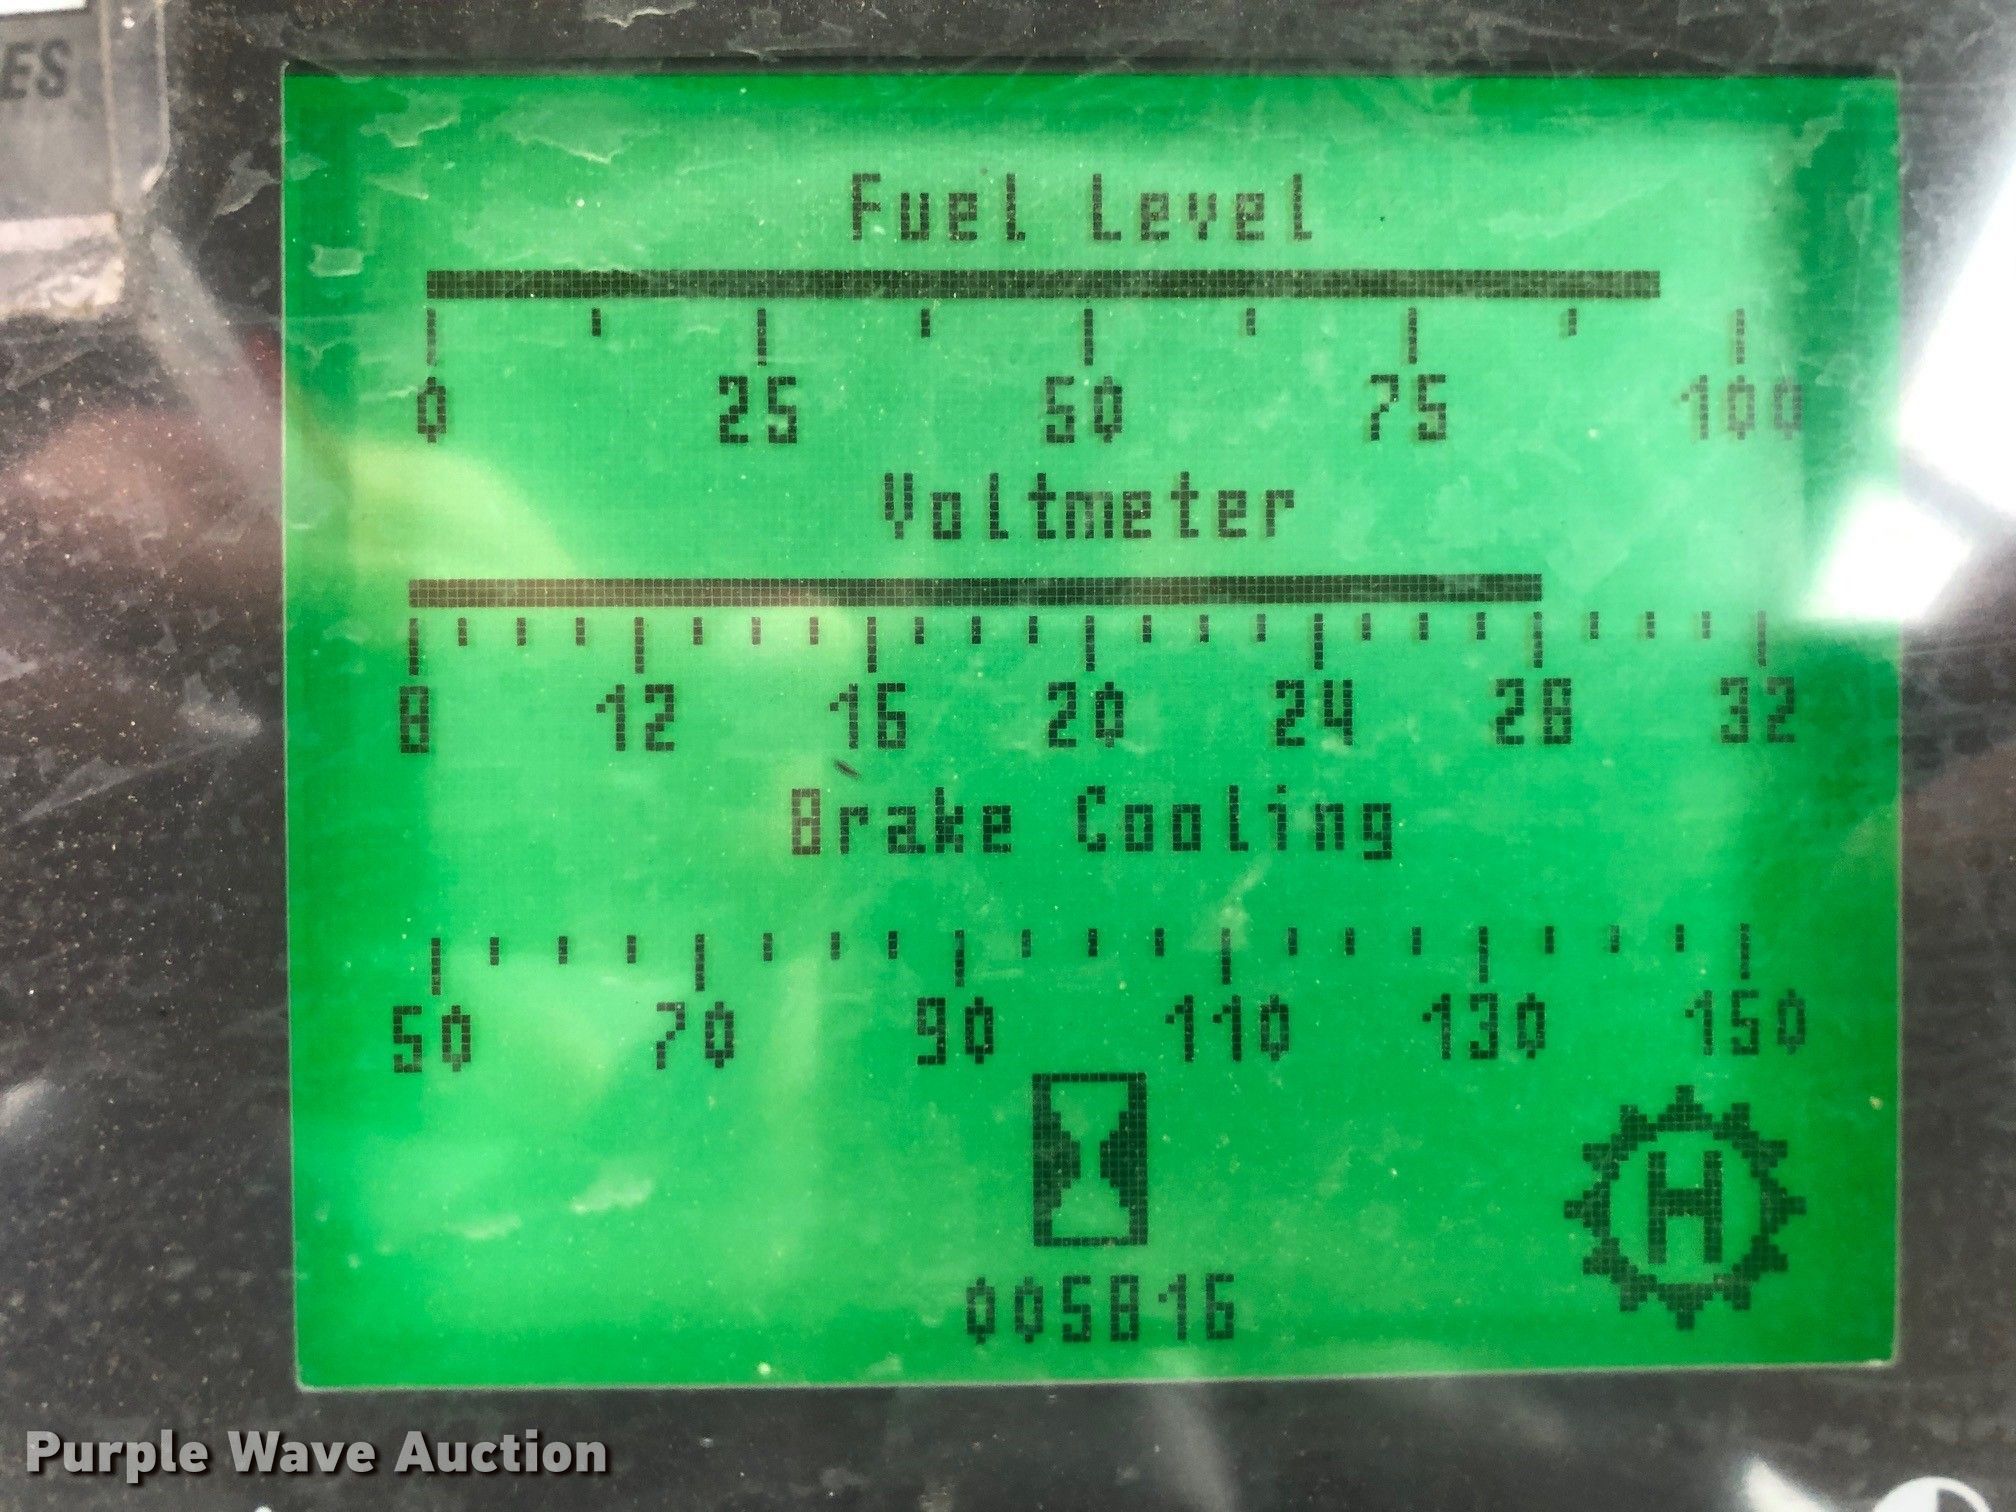 ES
Fuel Level
0 25 50 75 100
Voltmeter
8 12 16 20 24 28 32
Brake Cooling
50 70 90 110 130 150
H
005816
Purple Wave Auction